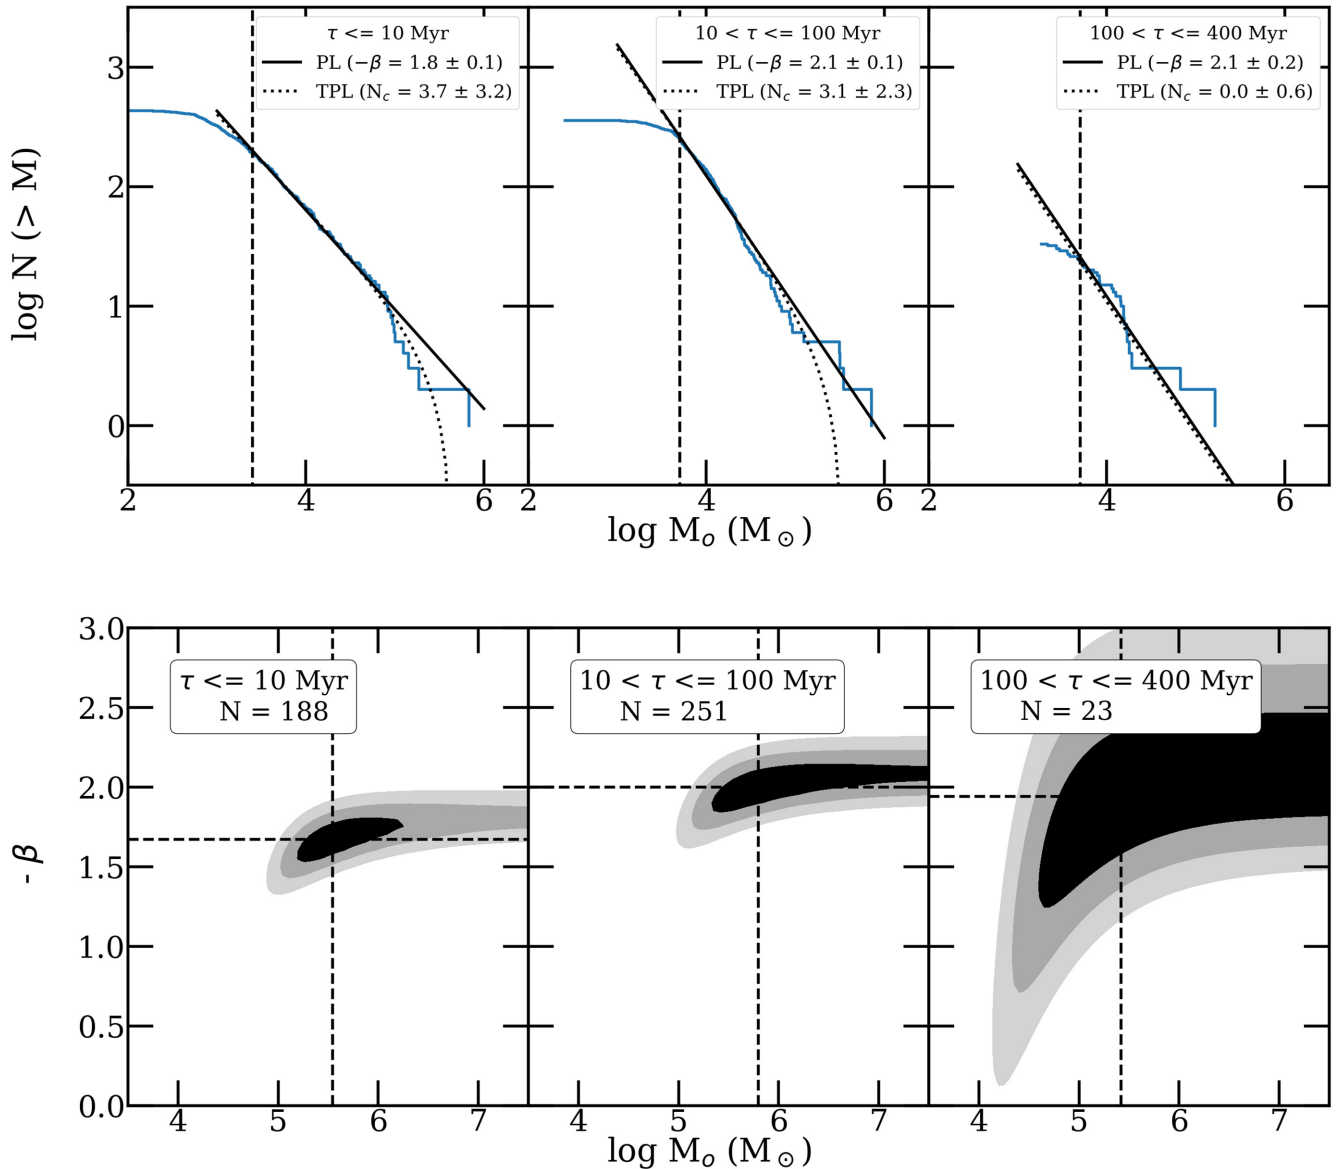 τ <= 10 Myr
PL (−β = 1.8 ± 0.1)
TPL (N_c = 3.7 ± 3.2)
10 < τ <= 100 Myr
PL (−β = 2.1 ± 0.1)
TPL (N_c = 3.1 ± 2.3)
100 < τ <= 400 Myr
PL (−β = 2.1 ± 0.2)
TPL (N_c = 0.0 ± 0.6)
log N (> M)
3
2
1
0
2 4 6 2 4 6 2 4 6
log M_o (M_⊙)
τ <= 10 Myr
N = 188
10 < τ <= 100 Myr
N = 251
100 < τ <= 400 Myr
N = 23
- β
3.0
2.5
2.0
1.5
1.0
0.5
0.0
4 5 6 7 4 5 6 7 4 5 6 7
log M_o (M_⊙)